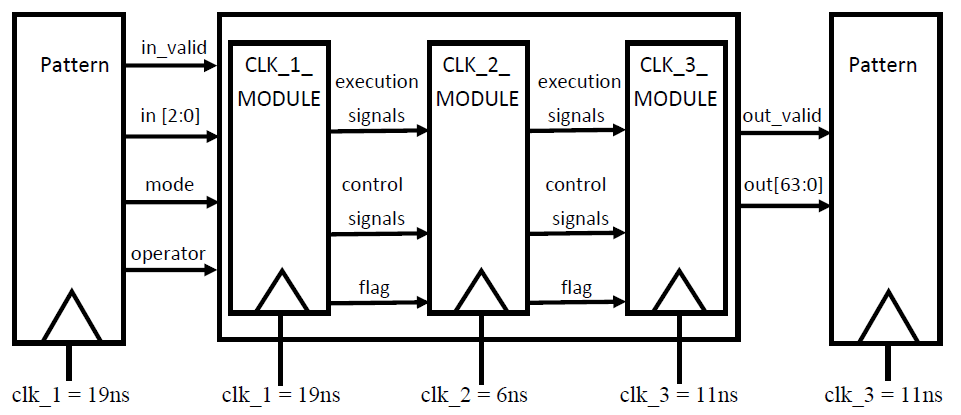 Pattern
in_valid
in [2:0]
mode
operator
CLK_1_
MODULE
execution
signals
control
signals
flag
CLK_2_
MODULE
execution
signals
control
signals
flag
CLK_3_
MODULE
out_valid
out[63:0]
Pattern
clk_1 = 19ns
clk_1 = 19ns
clk_2 = 6ns
clk_3 = 11ns
clk_3 = 11ns